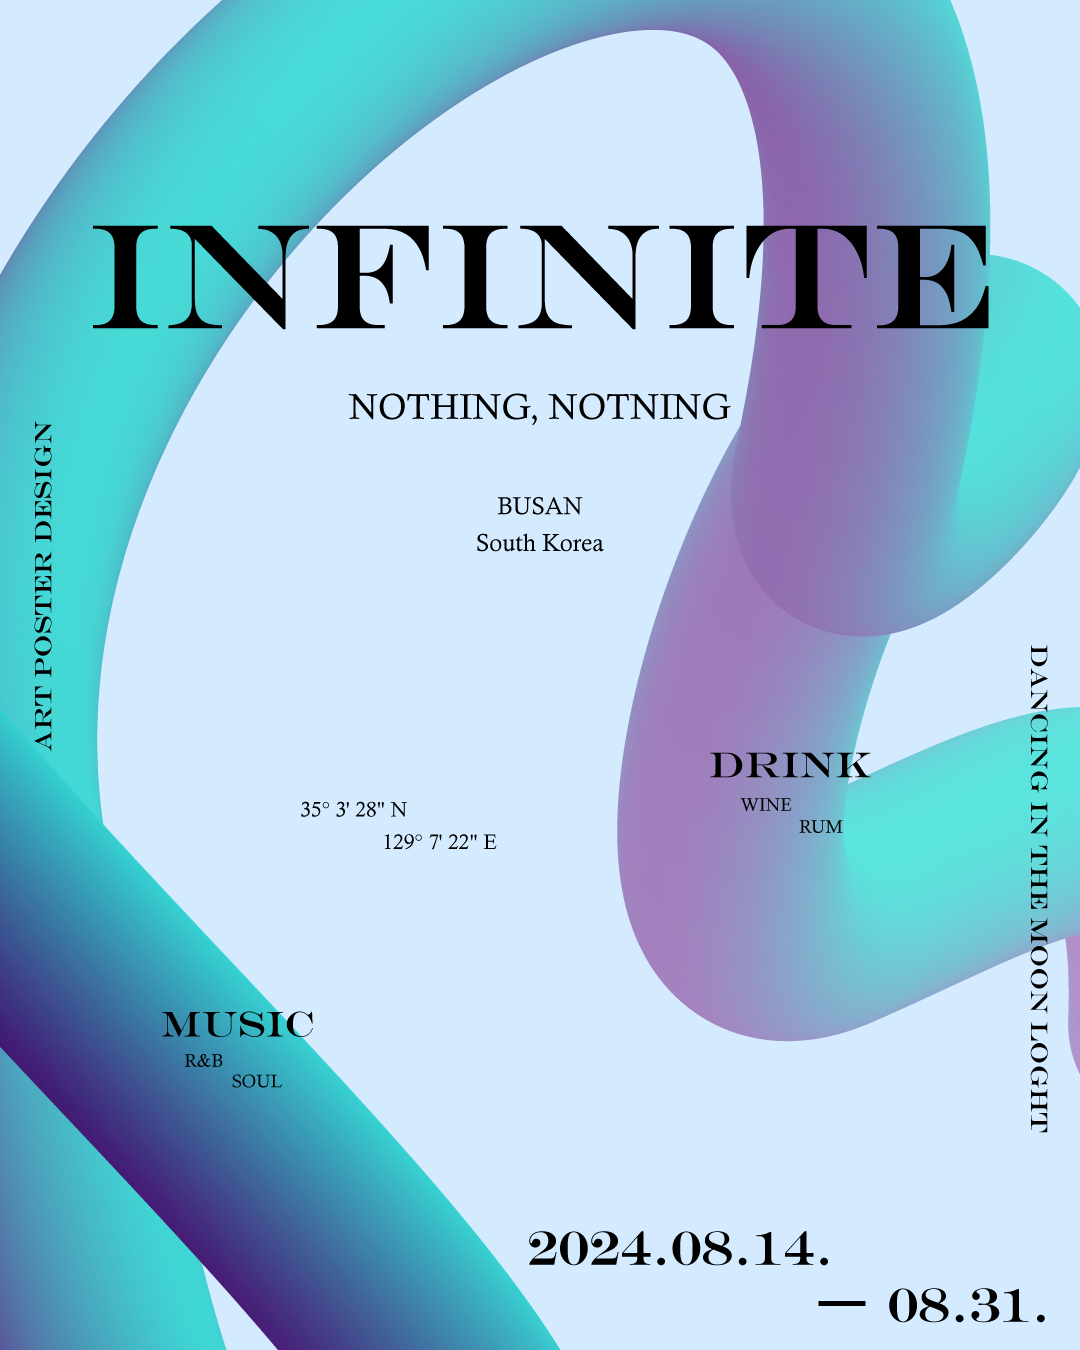 INFINITE
NOTHING, NOTNING
BUSAN
South Korea
ART POSTER DESIGN
DANCING IN THE MOON LOGHT
DRINK
WINE
RUM
35° 3' 28" N
129° 7' 22" E
MUSIC
R&B
SOUL
2024.08.14.
— 08.31.